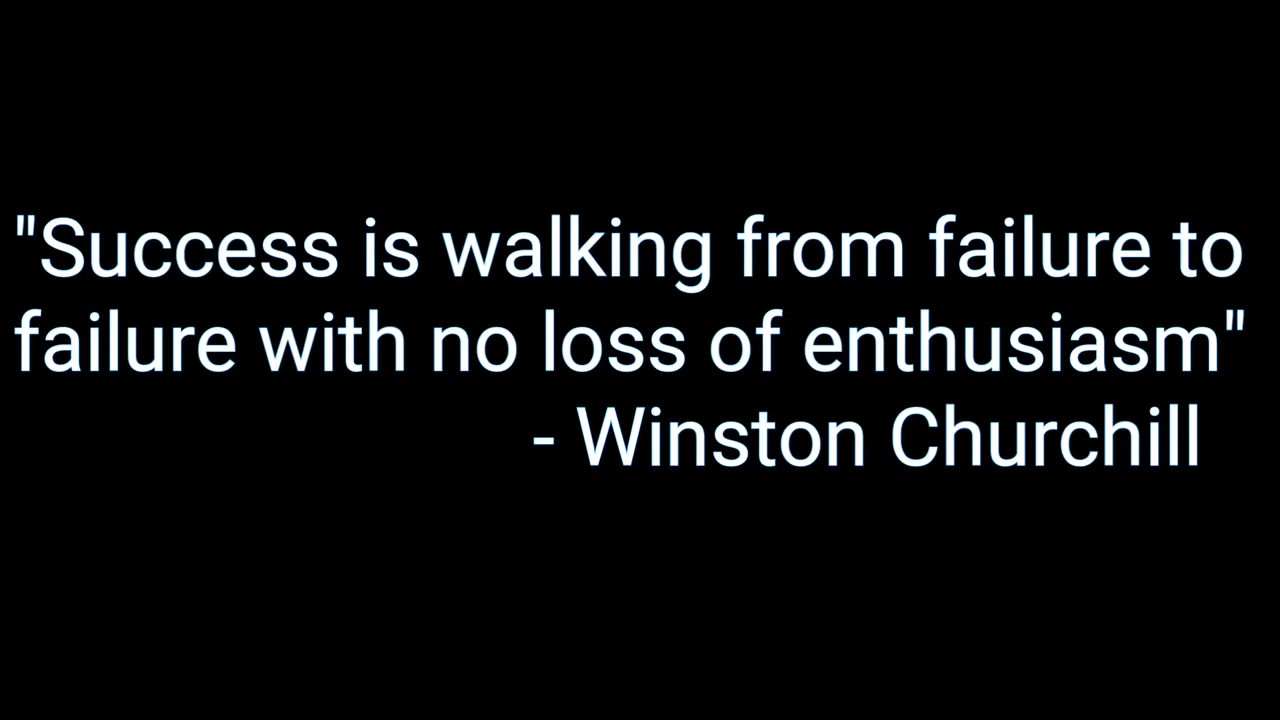 "Success is walking from failure to
failure with no loss of enthusiasm"
- Winston Churchill